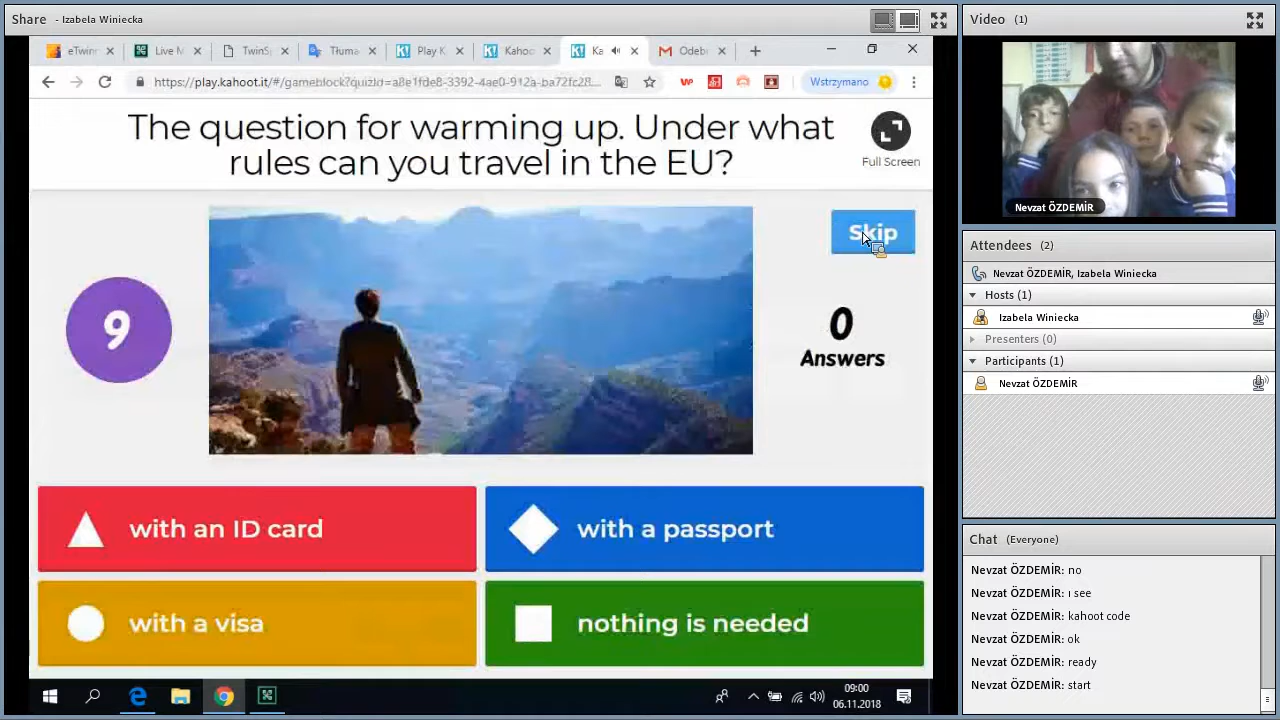 Share - Izabela Winiecka
eTwinn
Live M
TwinSp
Tłuma
Play K
Kahoo
Ka
Odeb
https://play.kahoot.it/#/gameblock?quizId=a8e1fde8-3392-4ae0-912a-ba72fc28...
Wstrzymano
The question for warming up. Under what
rules can you travel in the EU?
Full Screen
Skip
9
0
Answers
with an ID card
with a passport
with a visa
nothing is needed
09:00
06.11.2018
Video (1)
Nevzat ÖZDEMİR
Attendees (2)
Nevzat ÖZDEMİR, Izabela Winiecka
Hosts (1)
Izabela Winiecka
Presenters (0)
Participants (1)
Nevzat ÖZDEMİR
Chat (Everyone)
Nevzat ÖZDEMİR: no
Nevzat ÖZDEMİR: ı see
Nevzat ÖZDEMİR: kahoot code
Nevzat ÖZDEMİR: ok
Nevzat ÖZDEMİR: ready
Nevzat ÖZDEMİR: start